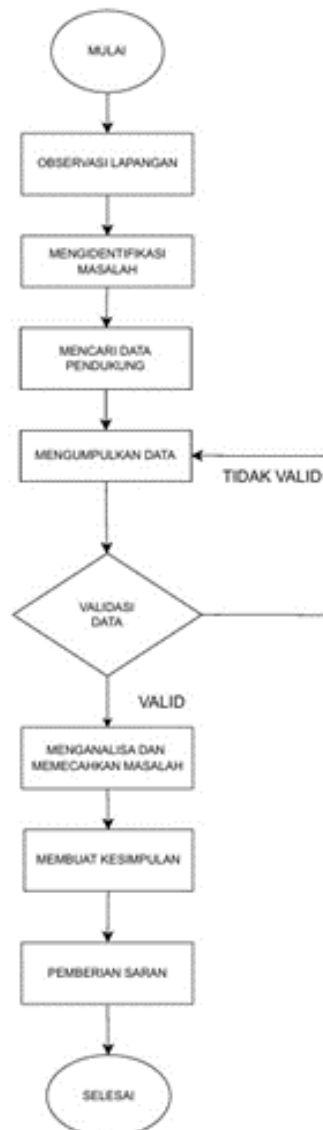 MULAI
OBSERVASI LAPANGAN
MENGIDENTIFIKASI
MASALAH
MENCARI DATA
PENDUKUNG
MENGUMPULKAN DATA
TIDAK VALID
VALIDASI
DATA
VALID
MENGANALISA DAN
MEMECAHKAN MASALAH
MEMBUAT KESIMPULAN
PEMBERIAN SARAN
SELESAI